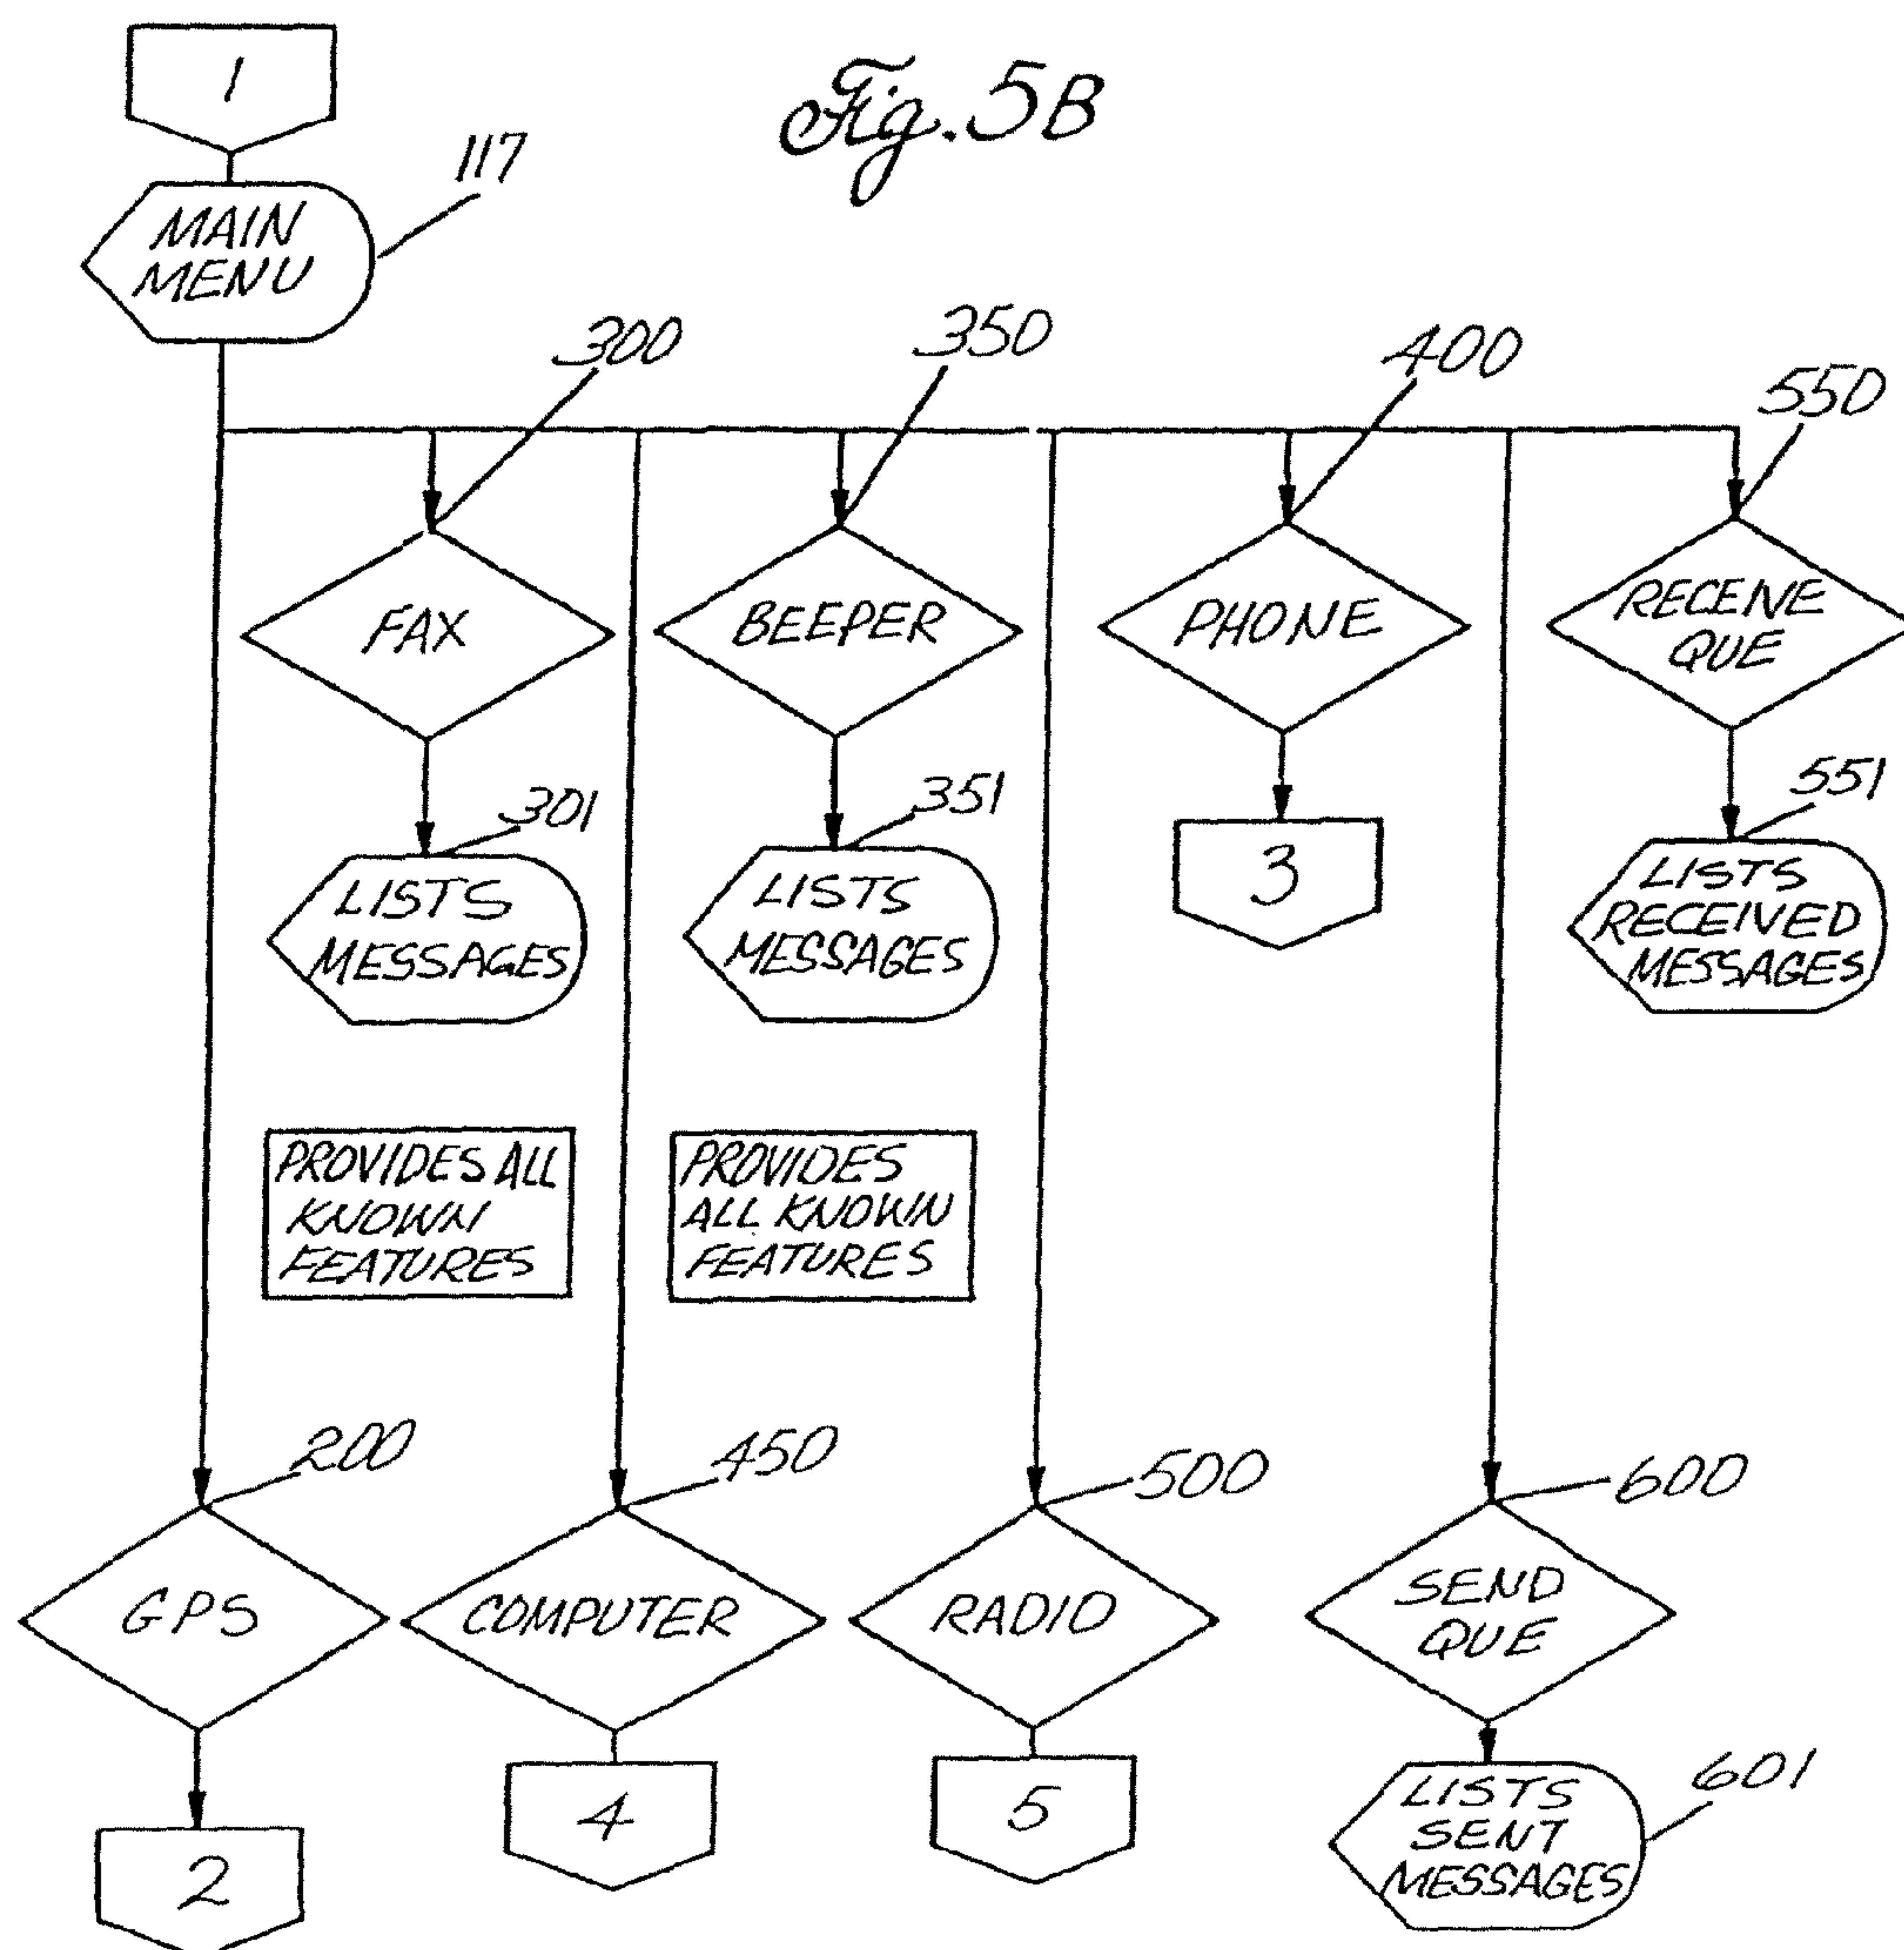 1
Fig. 5B
117
MAIN
MENU
300
350
400
550
FAX
BEEPER
PHONE
RECEIVE
QUE
301
351
551
LISTS
MESSAGES
LISTS
MESSAGES
3
LISTS
RECEIVED
MESSAGES
PROVIDES ALL
KNOWN
FEATURES
PROVIDES
ALL KNOWN
FEATURES
200
450
500
600
GPS
COMPUTER
RADIO
SEND
QUE
2
4
5
601
LISTS
SENT
MESSAGES